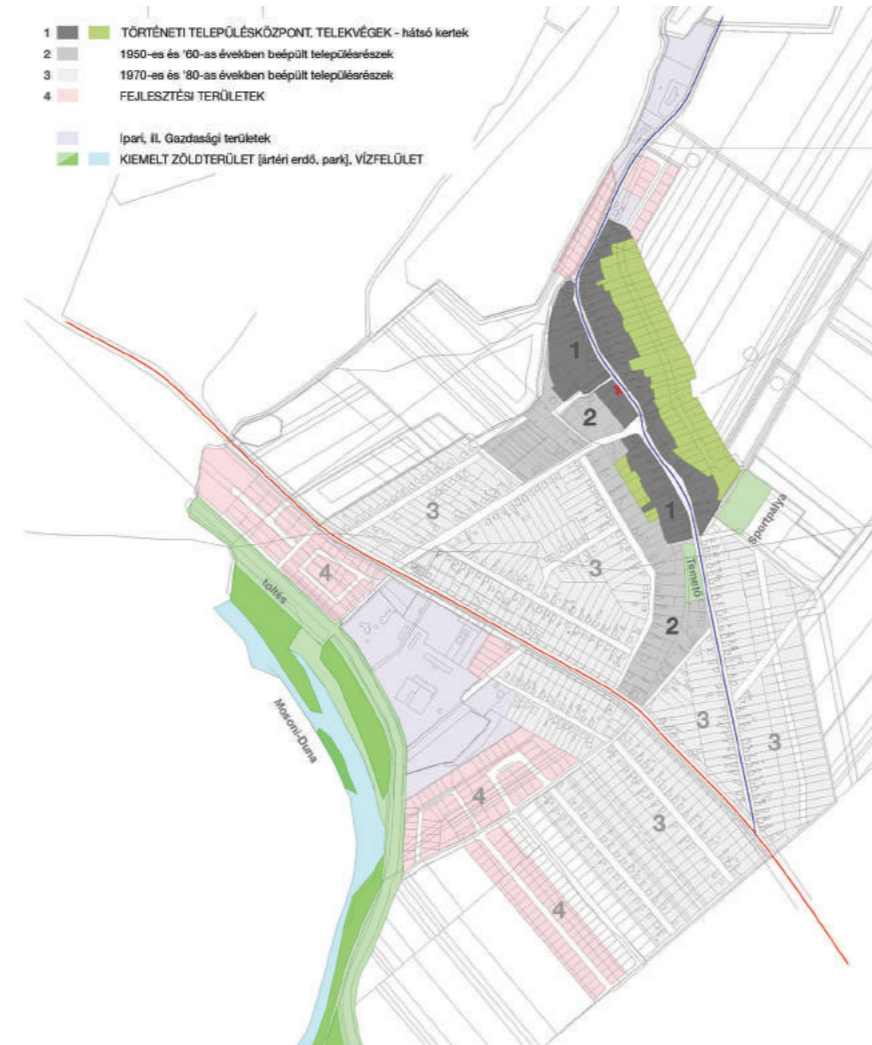 1 TÖRTÉNETI TELEPÜLÉSKÖZPONT, TELEKVÉGEK - hátsó kertek
2 1950-es és '60-as években beépült településrészek
3 1970-es és '80-as években beépült településrészek
4 FEJLESZTÉSI TERÜLETEK
Ipari, ill. Gazdasági területek
KIEMELT ZÖLDTERÜLET [ártéri erdő, park], VÍZFELÜLET
1
2
3
1
Sportpálya
3
4
Temető
töltés
2
Mosoni-Duna
3
3
4
3
4